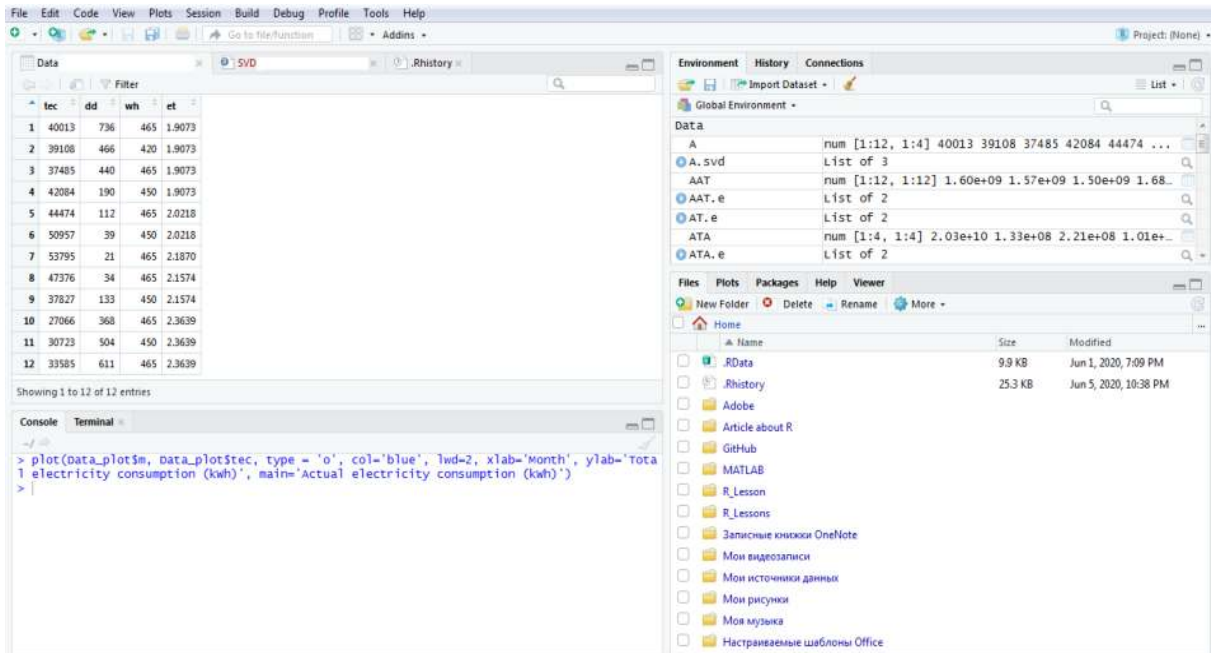 File Edit Code View Plots Session Build Debug Profile Tools Help
Go to file/function Addins Project: (None)
Data SVD .Rhistory
Filter
tec dd wh et
1 40013 736 465 1.9073
2 39108 466 420 1.9073
3 37485 440 465 1.9073
4 42084 190 450 1.9073
5 44474 112 465 2.0218
6 50957 39 450 2.0218
7 53795 21 465 2.1870
8 47376 34 465 2.1574
9 37827 133 450 2.1574
10 27066 368 465 2.3639
11 30723 504 450 2.3639
12 33585 611 465 2.3639
Showing 1 to 12 of 12 entries
Console Terminal
~/
> plot(Data_plot$m, Data_plot$tec, type = 'o', col='blue', lwd=2, xlab='Month', ylab='Tota
l electricity consumption (kWh)', main='Actual electricity consumption (kWh)')
>
Environment History Connections
Import Dataset List
Global Environment
Data
A num [1:12, 1:4] 40013 39108 37485 42084 44474 ...
A.svd List of 3
AAT num [1:12, 1:12] 1.60e+09 1.57e+09 1.50e+09 1.68…
AAT.e List of 2
AT.e List of 2
ATA num [1:4, 1:4] 2.03e+10 1.33e+08 2.21e+08 1.01e+…
ATA.e List of 2
Files Plots Packages Help Viewer
New Folder Delete Rename More
Home ...
Name Size Modified
.RData 9.9 KB Jun 1, 2020, 7:09 PM
.Rhistory 25.3 KB Jun 5, 2020, 10:38 PM
Adobe
Article about R
GitHub
MATLAB
R_Lesson
R_Lessons
Записные книжки OneNote
Мои видеозаписи
Мои источники данных
Мои рисунки
Моя музыка
Настраиваемые шаблоны Office